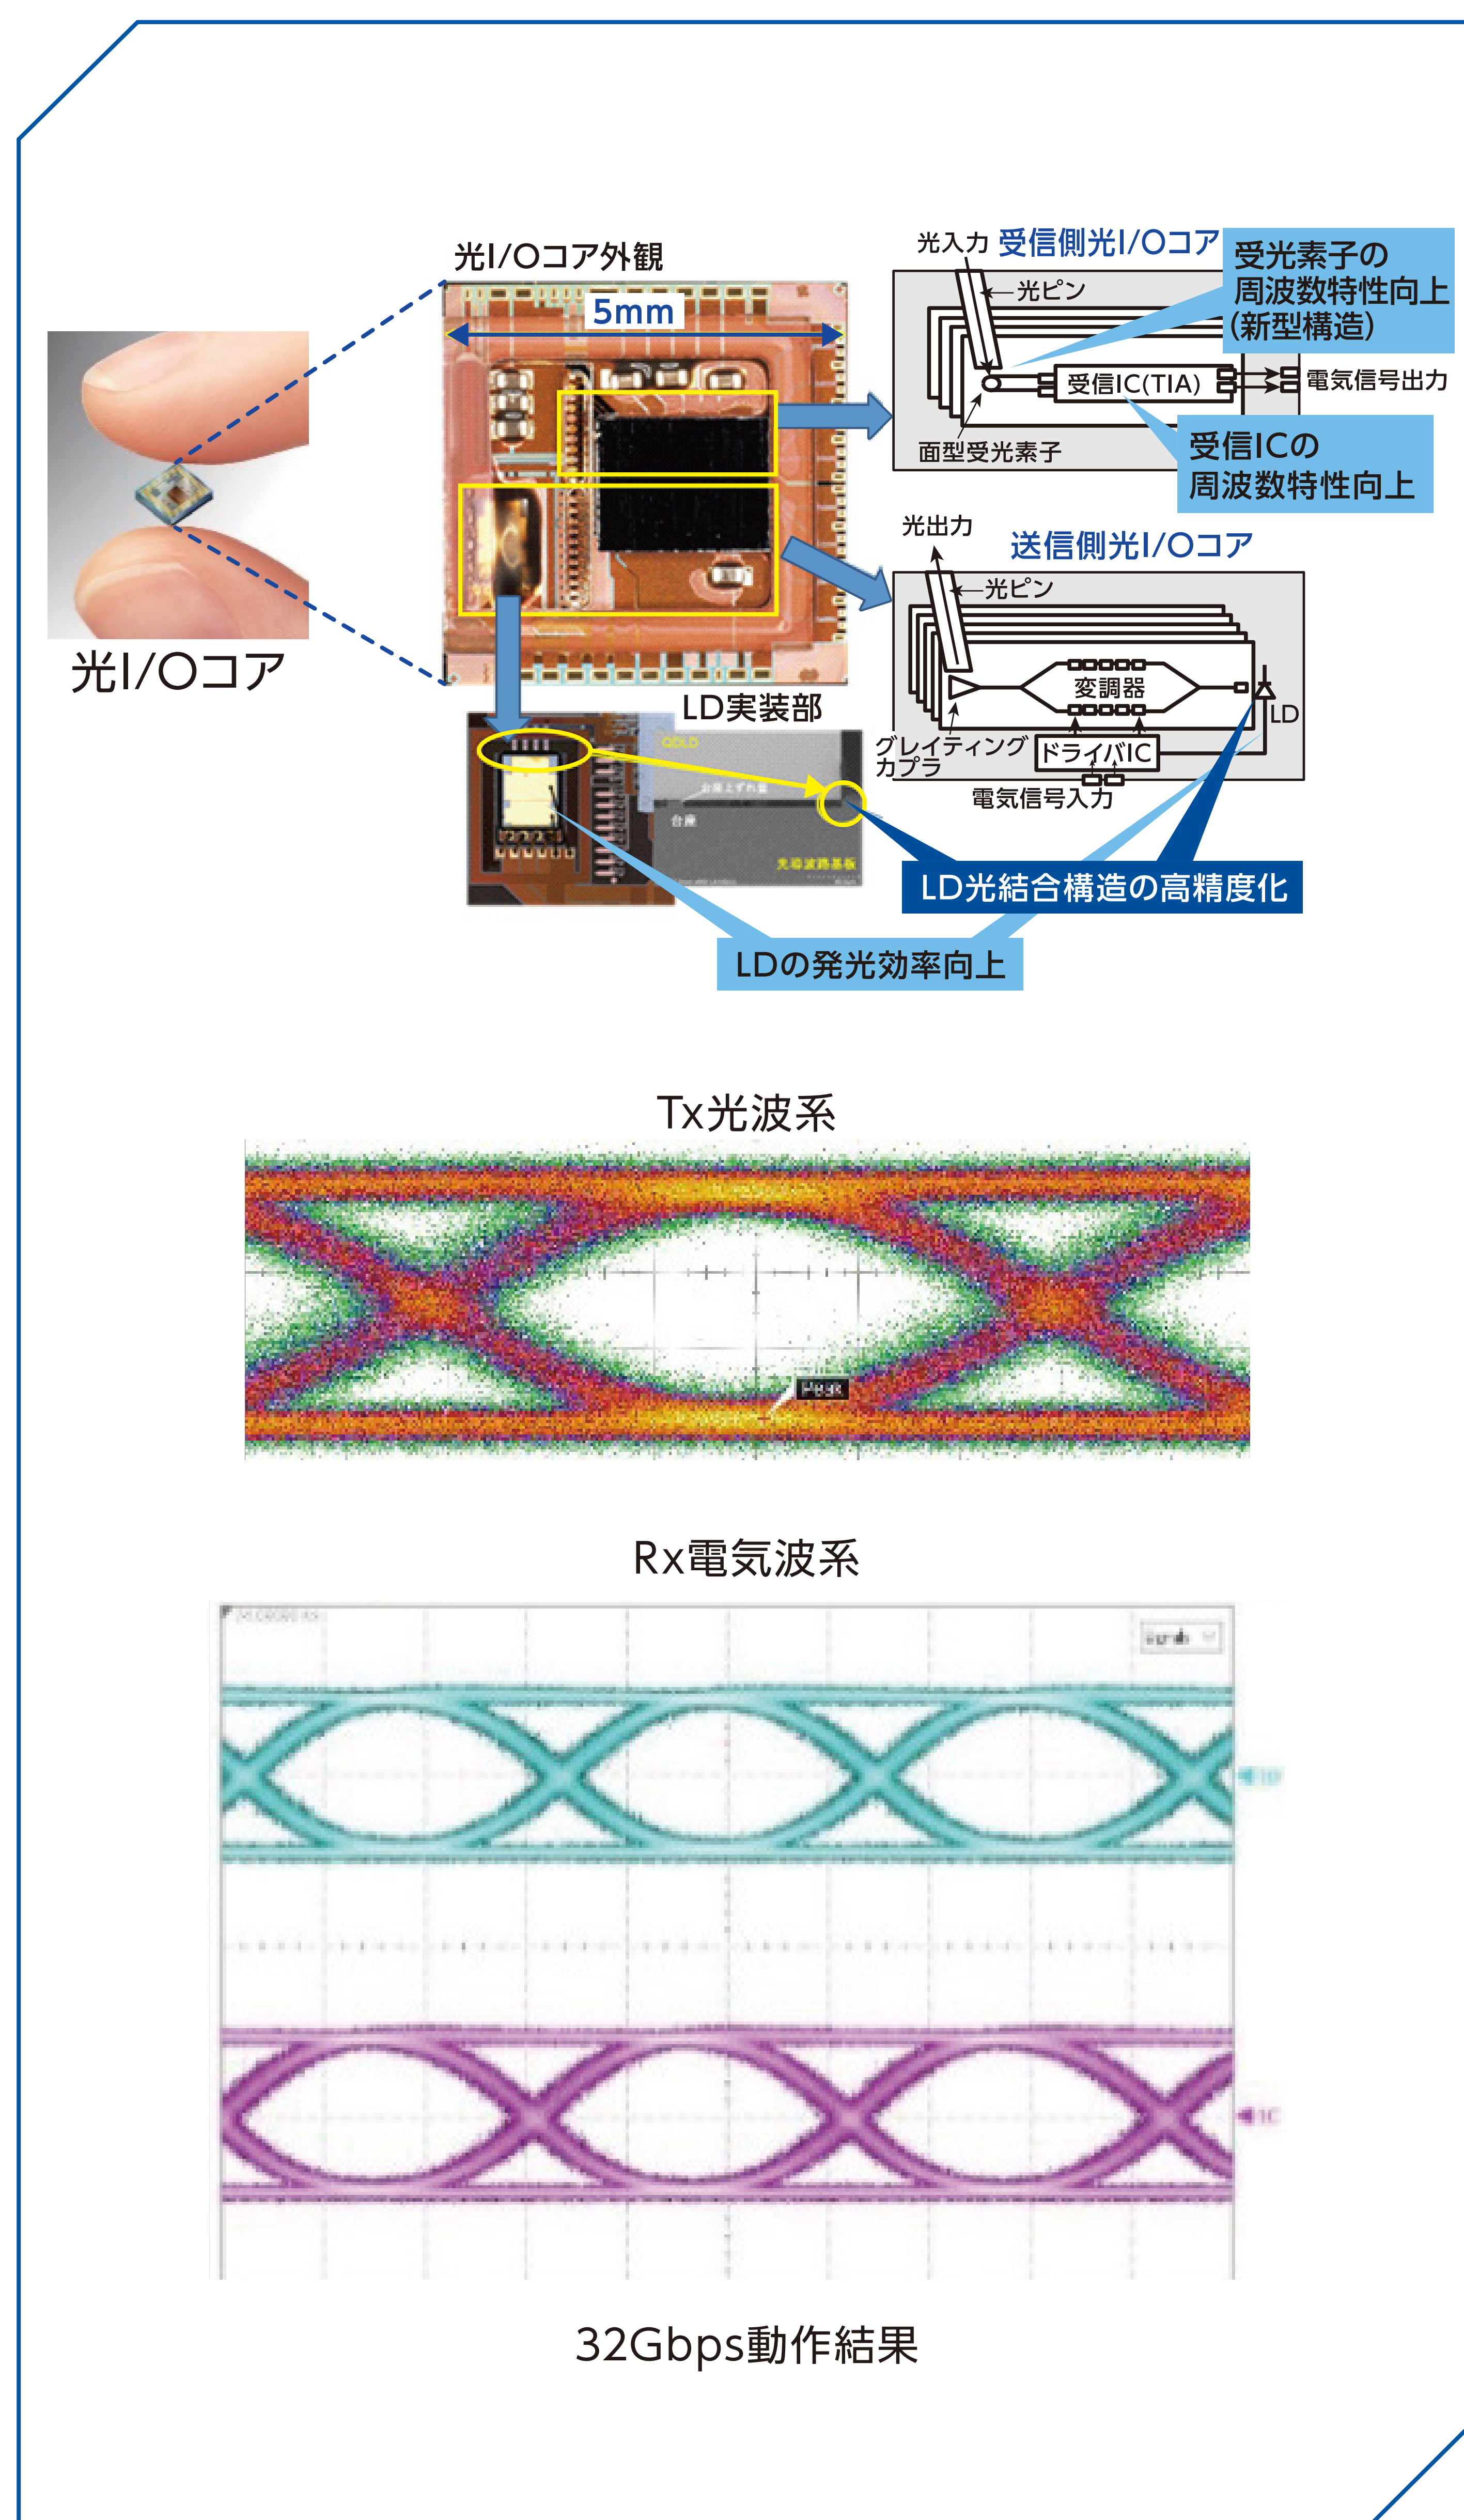 光I/Oコア外観
5mm
光I/Oコア
光入力
受信側光I/Oコア
受光素子の
周波数特性向上
(新型構造)
光ピン
受信IC(TIA)
電気信号出力
面型受光素子
受信ICの
周波数特性向上
光出力
送信側光I/Oコア
光ピン
変調器
LD
グレイティング
カプラ
ドライバIC
電気信号入力
LD実装部
QDLD
台座
光導波路基板
LD光結合構造の高精度化
LDの発光効率向上
Tx光波系
Rx電気波系
1C
32Gbps動作結果